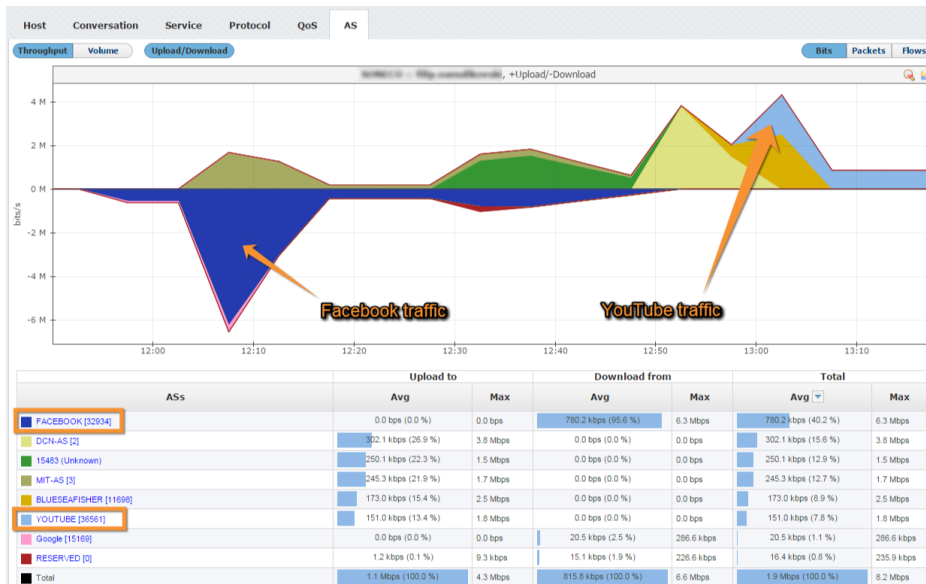 Host Conversation Service Protocol QoS AS
Throughput Volume Upload/Download Bits Packets Flows
, +Upload/-Download
4 M
2 M
0 M
-2 M
-4 M
-6 M
bits/s
Facebook traffic
YouTube traffic
12:00 12:10 12:20 12:30 12:40 12:50 13:00 13:10
Upload to Download from Total
ASs Avg Max Avg Max Avg Max
FACEBOOK [32934] 0.0 bps (0.0 %) 0.0 bps 780.2 kbps (95.6 %) 6.3 Mbps 780.2 kbps (40.2 %) 6.3 Mbps
DCN-AS [2] 302.1 kbps (26.9 %) 3.8 Mbps 0.0 bps (0.0 %) 0.0 bps 302.1 kbps (15.6 %) 3.8 Mbps
15483 (Unknown) 250.1 kbps (22.3 %) 1.5 Mbps 0.0 bps (0.0 %) 0.0 bps 250.1 kbps (12.9 %) 1.5 Mbps
MIT-AS [3] 245.3 kbps (21.9 %) 1.7 Mbps 0.0 bps (0.0 %) 0.0 bps 245.3 kbps (12.7 %) 1.7 Mbps
BLUESEAFISHER [11698] 173.0 kbps (15.4 %) 2.5 Mbps 0.0 bps (0.0 %) 0.0 bps 173.0 kbps (8.9 %) 2.5 Mbps
YOUTUBE [36561] 151.0 kbps (13.4 %) 1.8 Mbps 0.0 bps (0.0 %) 0.0 bps 151.0 kbps (7.8 %) 1.8 Mbps
Google [15169] 0.0 bps (0.0 %) 0.0 bps 20.5 kbps (2.5 %) 286.6 kbps 20.5 kbps (1.1 %) 286.6 kbps
RESERVED [0] 1.2 kbps (0.1 %) 9.3 kbps 15.1 kbps (1.9 %) 226.6 kbps 16.4 kbps (0.8 %) 235.9 kbps
Total 1.1 Mbps (100.0 %) 4.3 Mbps 815.8 kbps (100.0 %) 6.6 Mbps 1.9 Mbps (100.0 %) 8.2 Mbps